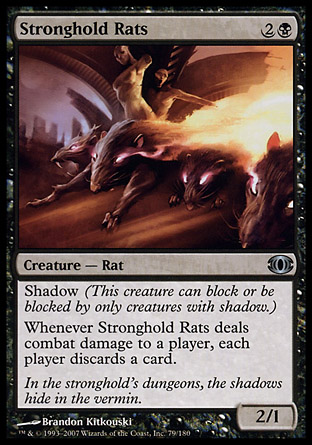 Stronghold Rats 2
Creature — Rat
Shadow (This creature can block or be
blocked by only creatures with shadow.)
Whenever Stronghold Rats deals
combat damage to a player, each
player discards a card.
In the stronghold's dungeons, the shadows
hide in the vermin.
Brandon Kitkouski
™ & © 1993–2007 Wizards of the Coast, Inc. 79/180
2/1